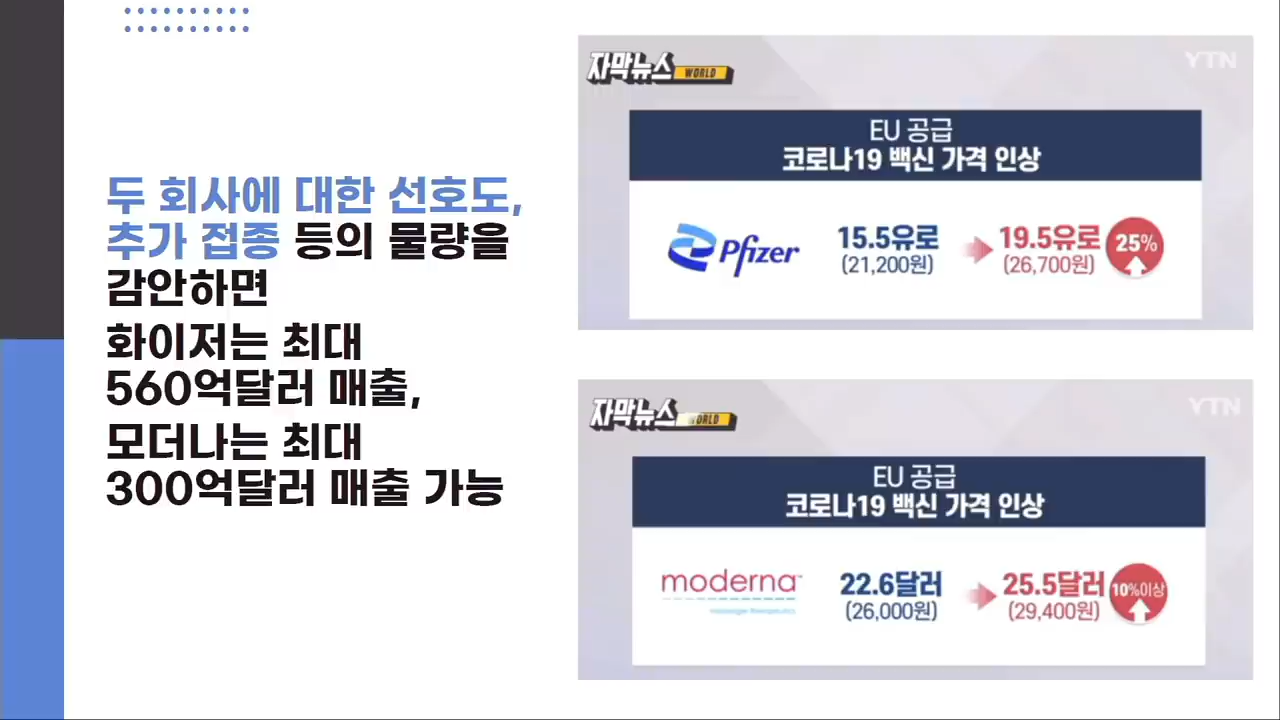 두 회사에 대한 선호도,
추가 접종 등의 물량을
감안하면
화이저는 최대
560억달러 매출,
모더나는 최대
300억달러 매출 가능
자막뉴스 WORLD
YTN
EU 공급
코로나19 백신 가격 인상
Pfizer
15.5유로
(21,200원)
19.5유로
(26,700원)
25%
자막뉴스 WORLD
YTN
EU 공급
코로나19 백신 가격 인상
moderna
messenger therapeutics
22.6달러
(26,000원)
25.5달러
(29,400원)
10%이상